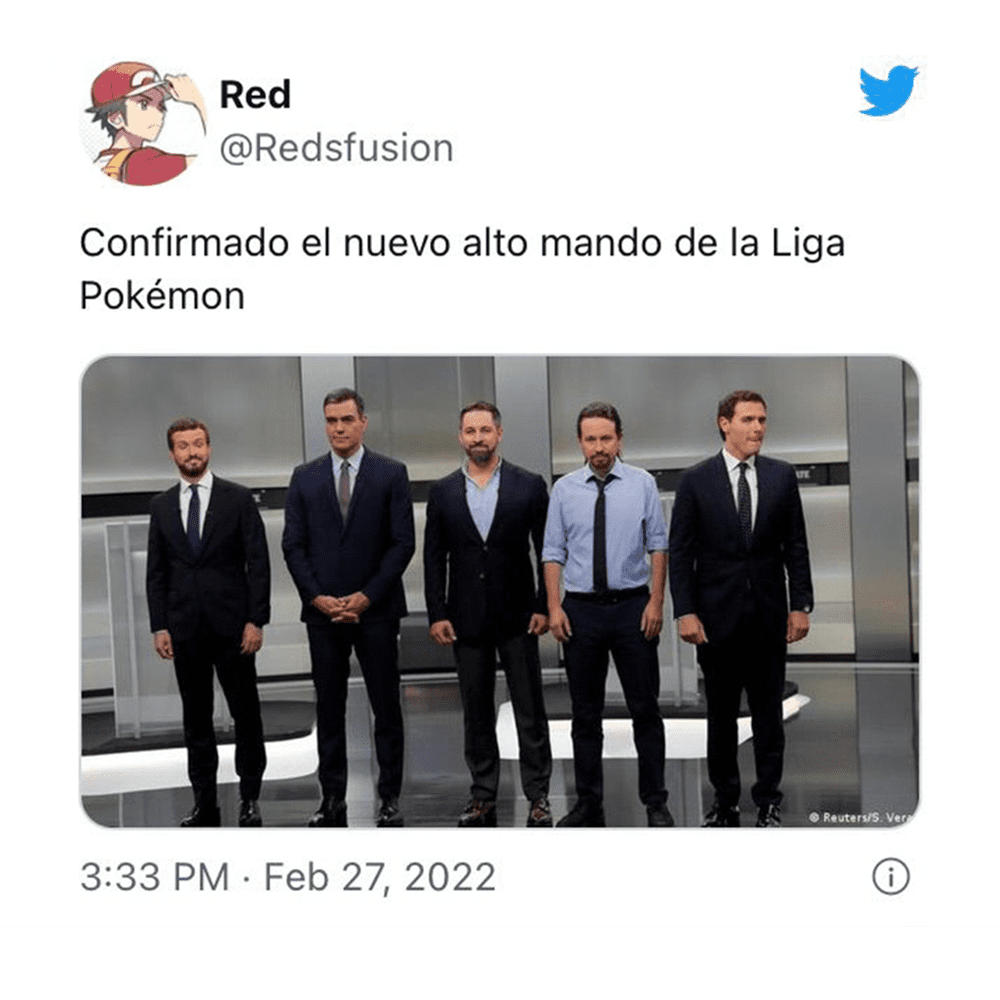 Red
@Redsfusion
Confirmado el nuevo alto mando de la Liga
Pokémon
© Reuters/S. Vera
3:33 PM · Feb 27, 2022